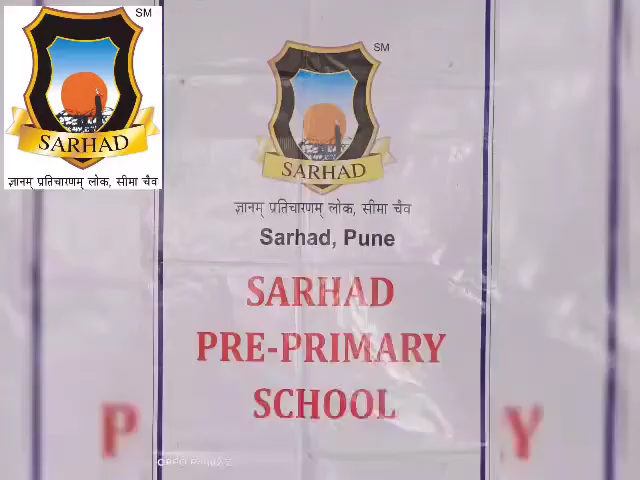 SM
SARHAD
ज्ञानम् प्रतिचारणम् लोक, सीमा चैव
SM
SARHAD
ज्ञानम् प्रतिचारणम् लोक, सीमा चैव
Sarhad, Pune
SARHAD
PRE-PRIMARY
SCHOOL
P
Y